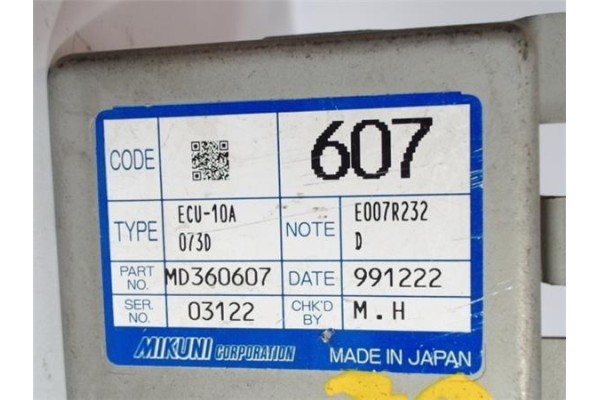 CODE 607
TYPE ECU-10A NOTE E007R232
073D D
PART NO. MD360607 DATE 991222
SER. NO. 03122 CHK'D BY M.H
MIKUNI CORPORATION MADE IN JAPAN